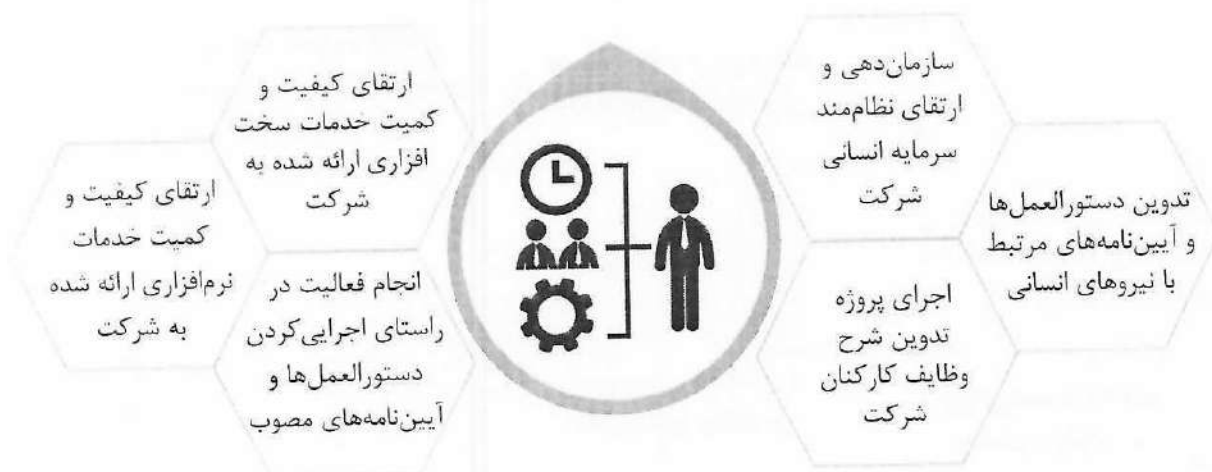 سازمان‌دهی و
ارتقای نظام‌مند
سرمایه انسانی
شرکت
تدوین دستورالعمل‌ها
و آیین‌نامه‌های مرتبط
با نیروهای انسانی
اجرای پروژه
تدوین شرح
وظایف کارکنان
شرکت
ارتقای کیفیت و
کمیت خدمات سخت
افزاری ارائه شده به
شرکت
انجام فعالیت در
راستای اجرایی‌کردن
دستورالعمل‌ها و
آیین‌نامه‌های مصوب
ارتقای کیفیت و
کمیت خدمات
نرم‌افزاری ارائه شده
به شرکت